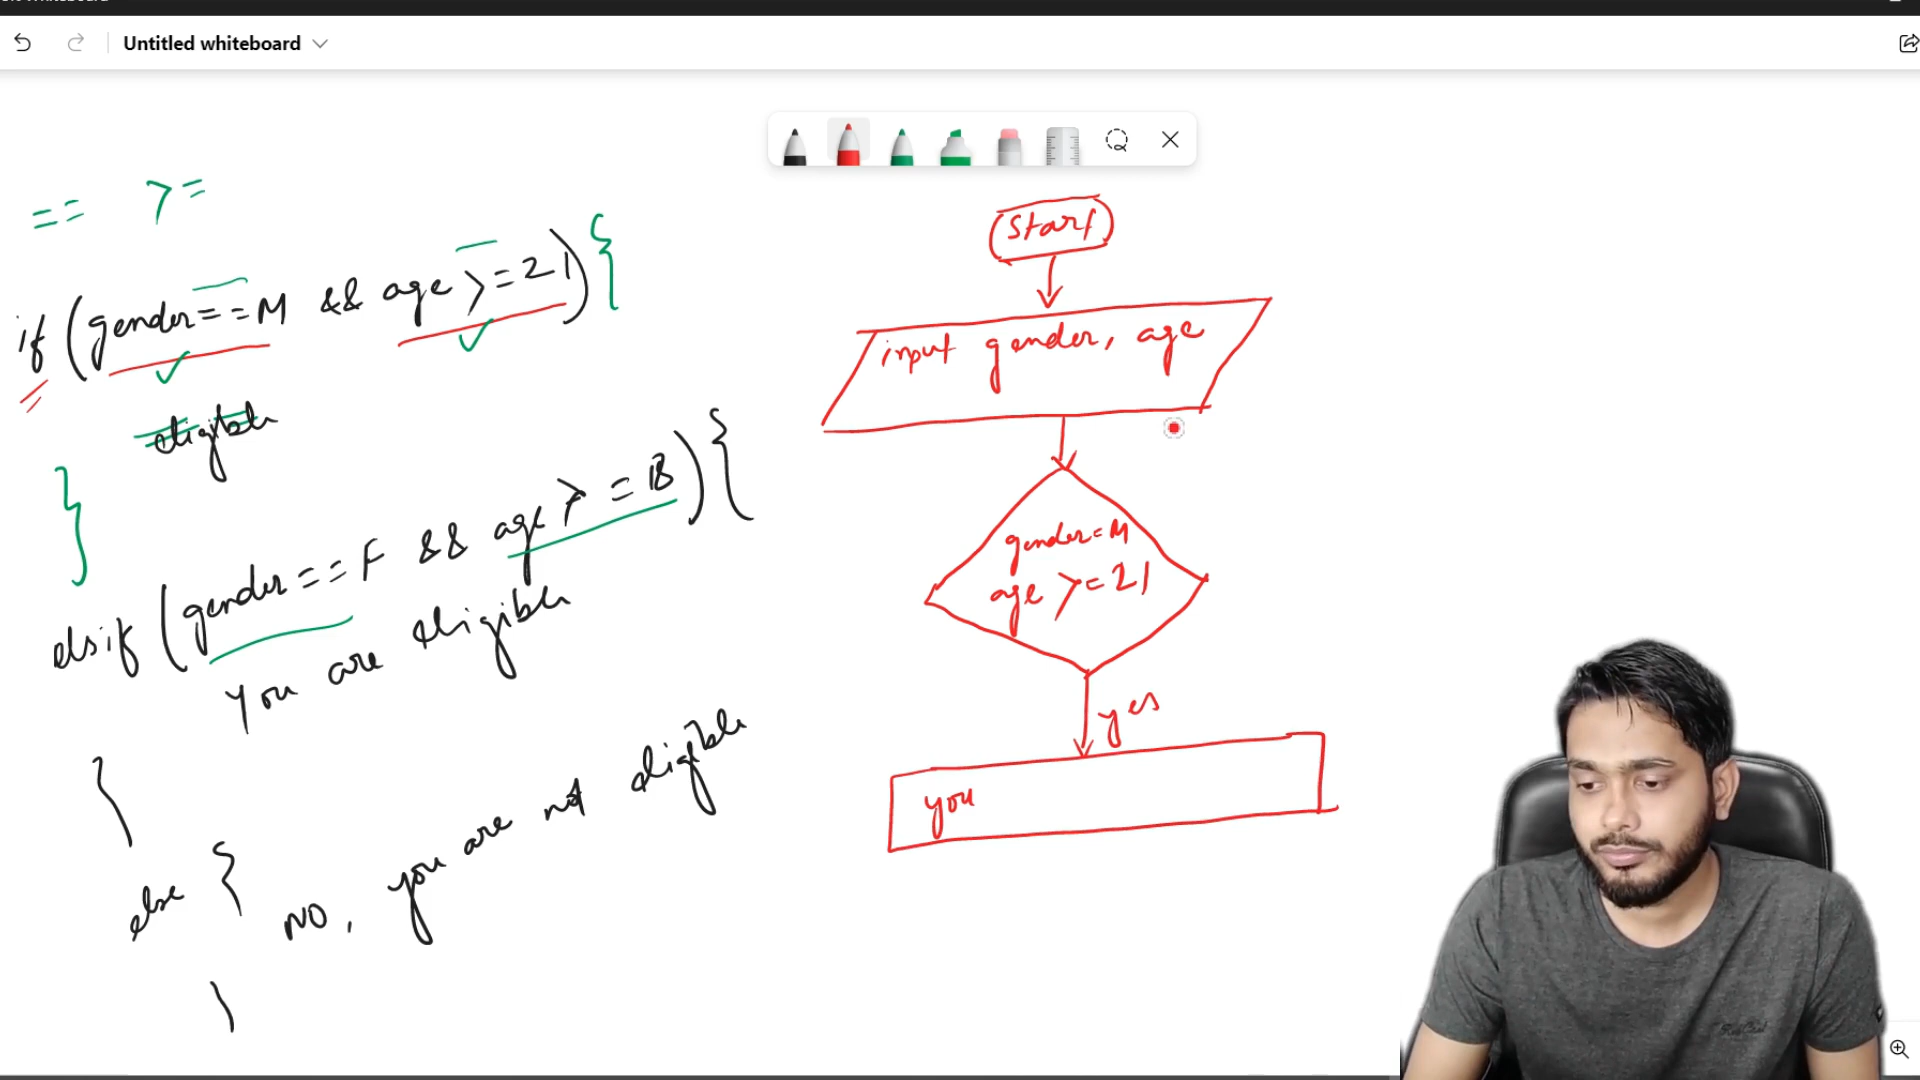 Untitled whiteboard
== >=
if (gender==M && age >=21){
eligible
}
elsif (gender==F && age >=18){
You are eligible
}
else {
NO, you are not eligible
}
Start
input gender, age
gender=M
age >=21
yes
you